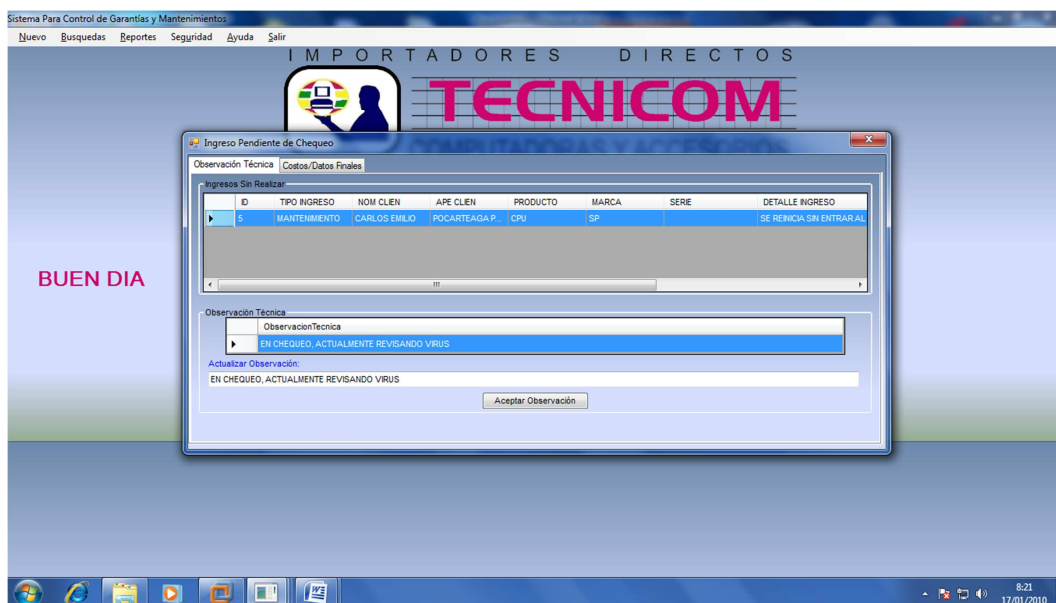 Sistema Para Control de Garantías y Mantenimientos
Nuevo Busquedas Reportes Seguridad Ayuda Salir
IMPORTADORES DIRECTOS
TECNICOM
COMPUTADORAS Y ACCESORIOS
Ingreso Pendiente de Chequeo
Observación Técnica Costos/Datos Finales
Ingresos Sin Realizar
ID TIPO INGRESO NOM CLIEN APE CLIEN PRODUCTO MARCA SERIE DETALLE INGRESO
5 MANTENIMIENTO CARLOS EMILIO POCARTEAGA P... CPU SP SE REINICIA SIN ENTRAR AL
BUEN DIA
Observación Técnica
ObservacionTecnica
EN CHEQUEO, ACTUALMENTE REVISANDO VIRUS
Actualizar Observación:
EN CHEQUEO, ACTUALMENTE REVISANDO VIRUS
Aceptar Observación
8:21
17/01/2010